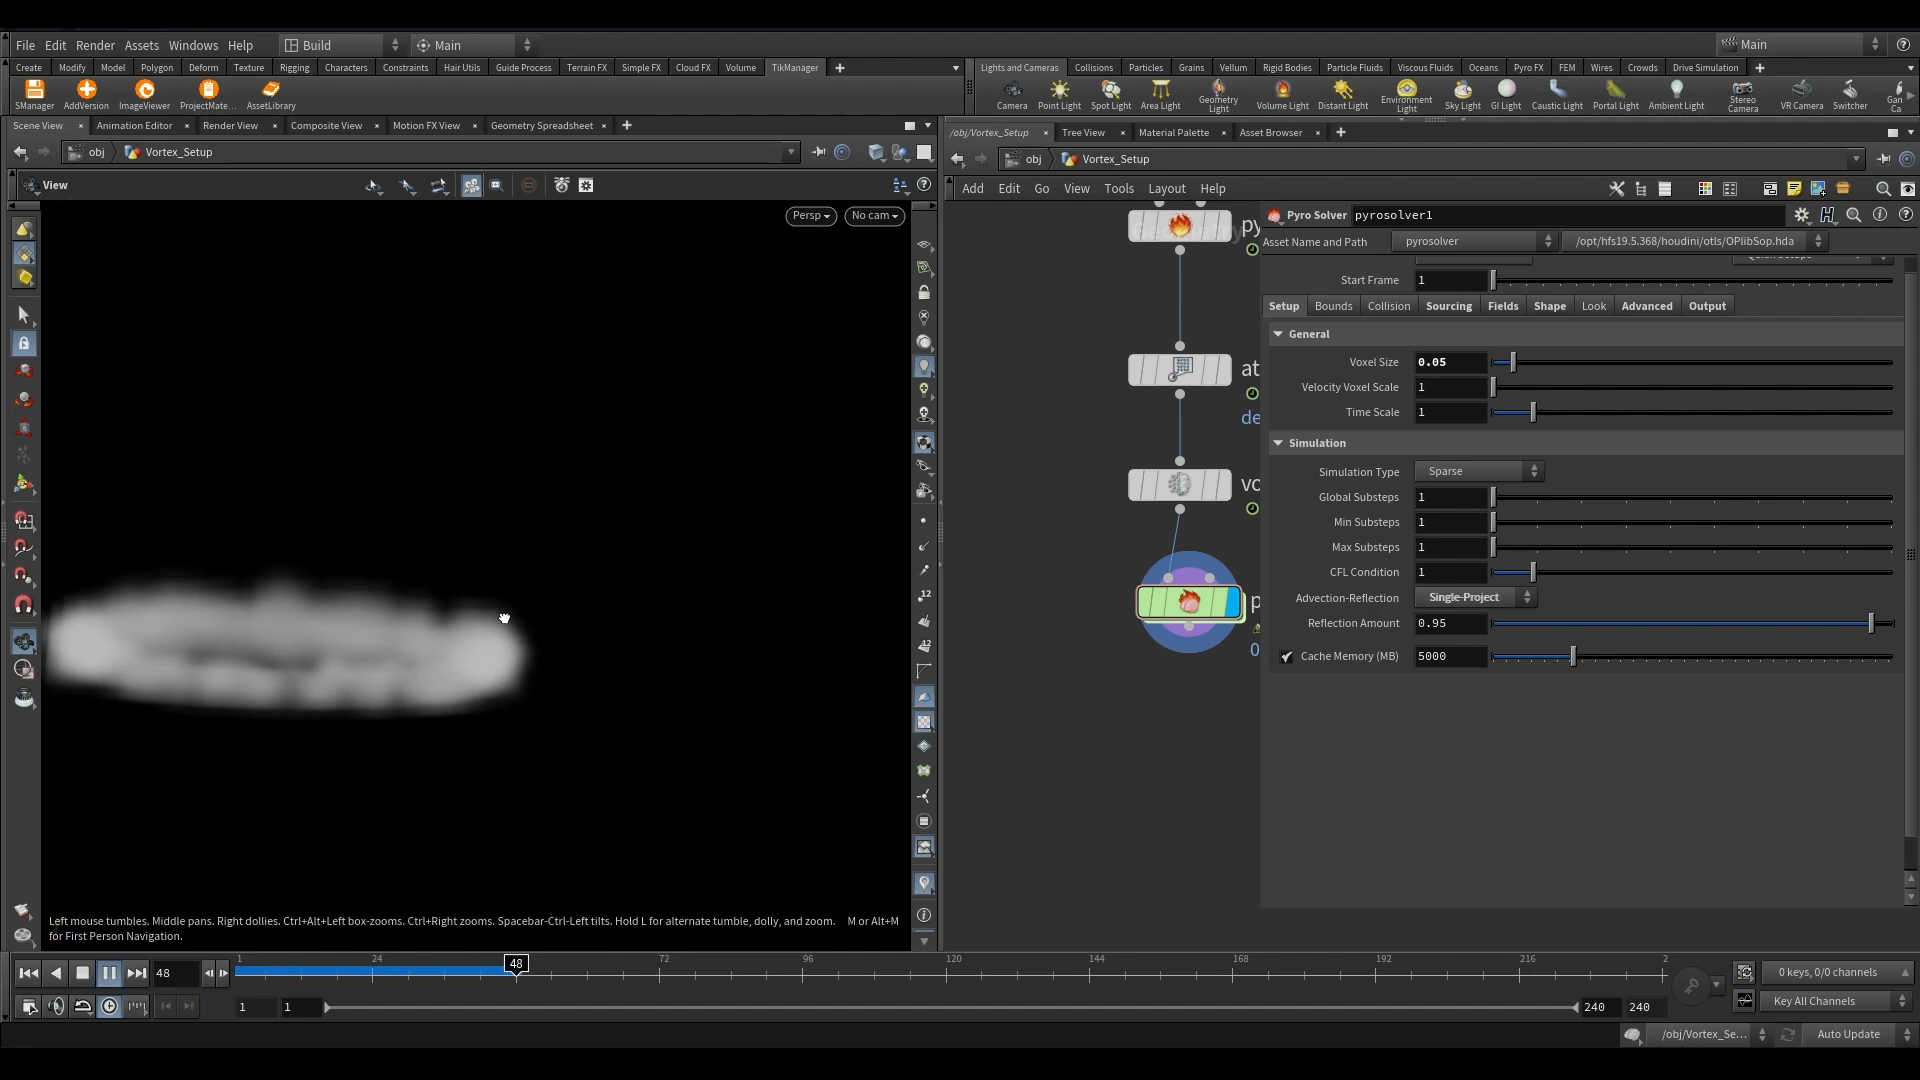 File Edit Render Assets Windows Help Build Main Main
Create Modify Model Polygon Deform Texture Rigging Characters Constraints Hair Utils Guide Process Terrain FX Simple FX Cloud FX Volume TikManager
Lights and Cameras Collisions Particles Grains Vellum Rigid Bodies Particle Fluids Viscous Fluids Oceans Pyro FX FEM Wires Crowds Drive Simulation
SManager AddVersion ImageViewer ProjectMate... AssetLibrary
Camera Point Light Spot Light Area Light Geometry Light Volume Light Distant Light Environment Light Sky Light GI Light Caustic Light Portal Light Ambient Light Stereo Camera VR Camera Switcher Gan Ca
Scene View Animation Editor Render View Composite View Motion FX View Geometry Spreadsheet
/obj/Vortex_Setup Tree View Material Palette Asset Browser
obj Vortex_Setup
obj Vortex_Setup
View
Add Edit Go View Tools Layout Help
Persp No cam
py
at
de
vo
p
0
Pyro Solver pyrosolver1
Asset Name and Path pyrosolver /opt/hfs19.5.368/houdini/otls/OPlibSop.hda
Start Frame 1
Setup Bounds Collision Sourcing Fields Shape Look Advanced Output
General
Voxel Size 0.05
Velocity Voxel Scale 1
Time Scale 1
Simulation
Simulation Type Sparse
Global Substeps 1
Min Substeps 1
Max Substeps 1
CFL Condition 1
Advection-Reflection Single-Project
Reflection Amount 0.95
Cache Memory (MB) 5000
12
12
Left mouse tumbles. Middle pans. Right dollies. Ctrl+Alt+Left box-zooms. Ctrl+Right zooms. Spacebar-Ctrl-Left tilts. Hold L for alternate tumble, dolly, and zoom. M or Alt+M
for First Person Navigation.
48 1 24 48 72 96 120 144 168 192 216 2
0 keys, 0/0 channels
1 1 240 240
Key All Channels
/obj/Vortex_Se... Auto Update